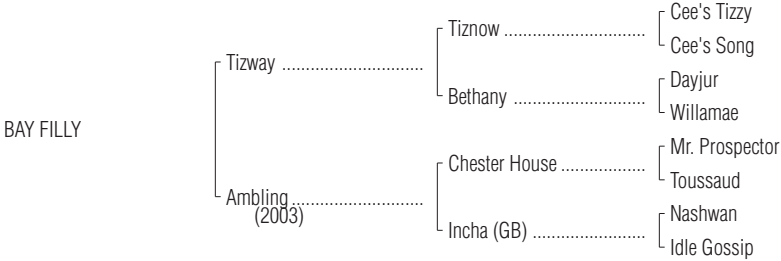 Cee's Tizzy
Tiznow ..............................
Cee's Song
Tizway ..............................
Dayjur
Bethany ............................
Willamae
BAY FILLY
Mr. Prospector
Chester House ..................
Toussaud
Ambling............................
(2003)
Nashwan
Incha (GB) ........................
Idle Gossip